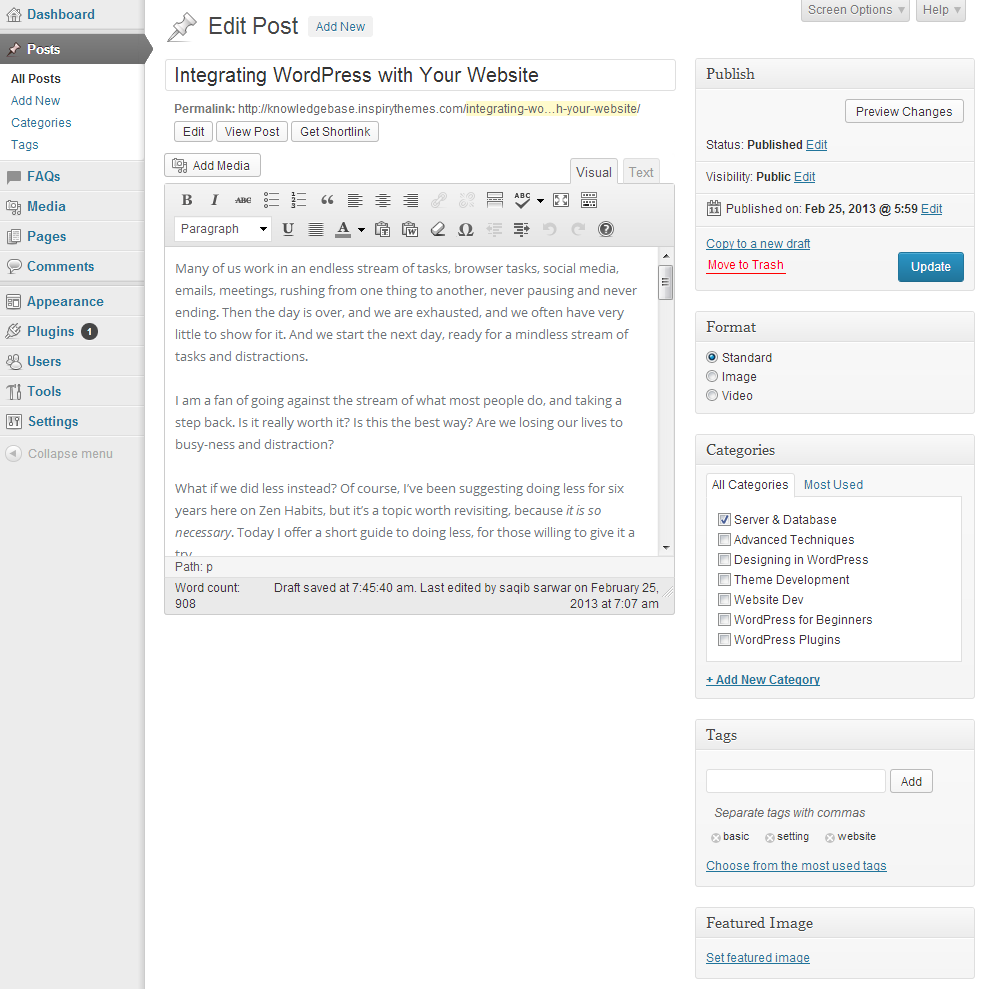 Dashboard
Posts
All Posts
Add New
Categories
Tags
FAQs
Media
Pages
Comments
Appearance
Plugins 1
Users
Tools
Settings
Collapse menu
Screen Options
Help
Edit Post Add New
Integrating WordPress with Your Website
Permalink: http://knowledgebase.inspirythemes.com/integrating-wo…h-your-website/
Edit View Post Get Shortlink
Add Media
Visual Text
B I ABC ABC
Paragraph U A
Many of us work in an endless stream of tasks, browser tasks, social media,
emails, meetings, rushing from one thing to another, never pausing and never
ending. Then the day is over, and we are exhausted, and we often have very
little to show for it. And we start the next day, ready for a mindless stream of
tasks and distractions.
I am a fan of going against the stream of what most people do, and taking a
step back. Is it really worth it? Is this the best way? Are we losing our lives to
busy-ness and distraction?
What if we did less instead? Of course, I've been suggesting doing less for six
years here on Zen Habits, but it's a topic worth revisiting, because it is so
necessary. Today I offer a short guide to doing less, for those willing to give it a
try.
Path: p
Word count:
908
Draft saved at 7:45:40 am. Last edited by saqib sarwar on February 25,
2013 at 7:07 am
Publish
Preview Changes
Status: Published Edit
Visibility: Public Edit
11 Published on: Feb 25, 2013 @ 5:59 Edit
Copy to a new draft
Move to Trash
Update
Format
Standard
Image
Video
Categories
All Categories Most Used
Server & Database
Advanced Techniques
Designing in WordPress
Theme Development
Website Dev
WordPress for Beginners
WordPress Plugins
+ Add New Category
Tags
Add
Separate tags with commas
basic setting website
Choose from the most used tags
Featured Image
Set featured image